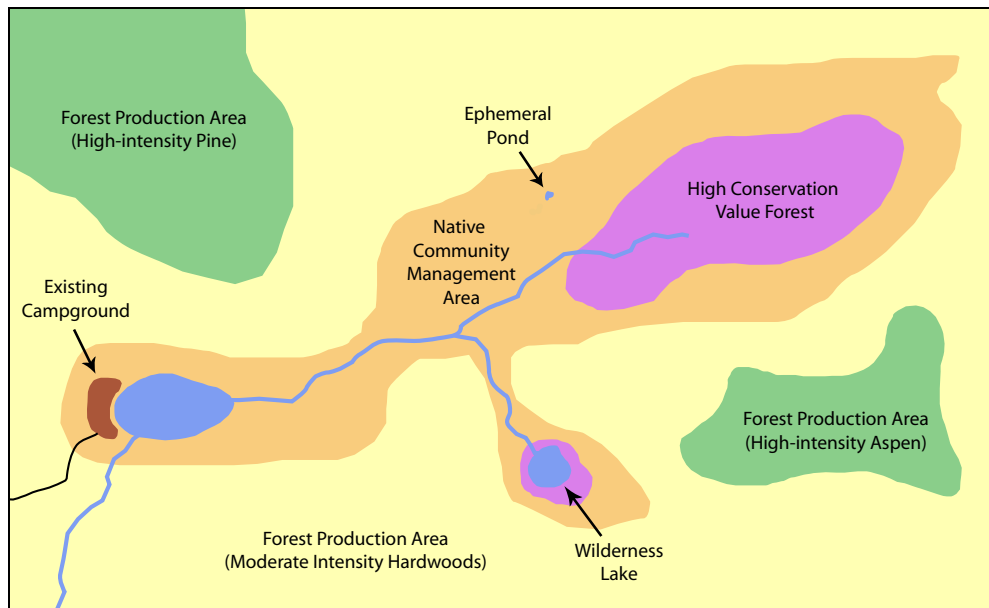 Forest Production Area
(High-intensity Pine)
Ephemeral
Pond
High Conservation
Value Forest
Native
Community
Management
Area
Existing
Campground
Forest Production Area
(High-intensity Aspen)
Forest Production Area
(Moderate Intensity Hardwoods)
Wilderness
Lake